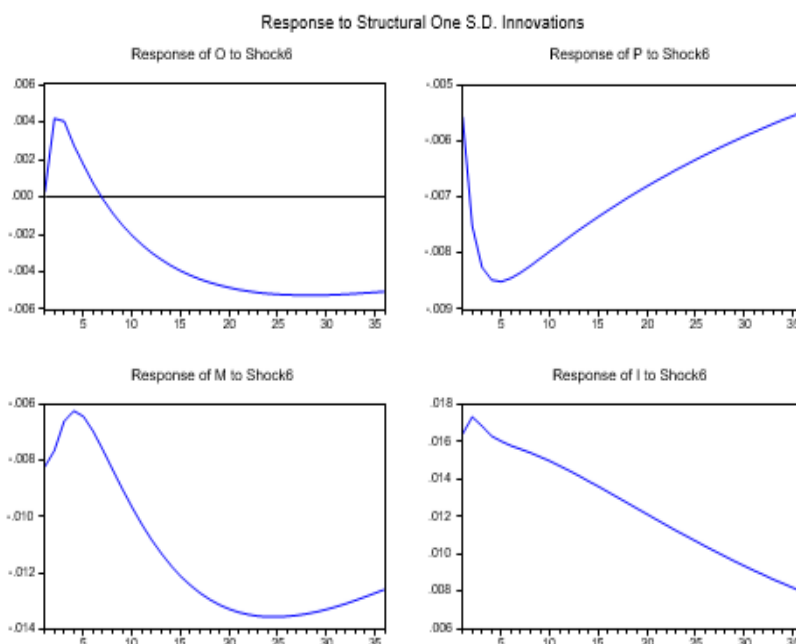 Response to Structural One S.D. Innovations
Response of O to Shock6
.006
.004
.002
.000
-.002
-.004
-.006
5 10 15 20 25 30 35
Response of P to Shock6
-.005
-.006
-.007
-.008
-.009
5 10 15 20 25 30 35
Response of M to Shock6
-.006
-.008
-.010
-.012
-.014
5 10 15 20 25 30 35
Response of I to Shock6
.018
.016
.014
.012
.010
.008
.006
5 10 15 20 25 30 35